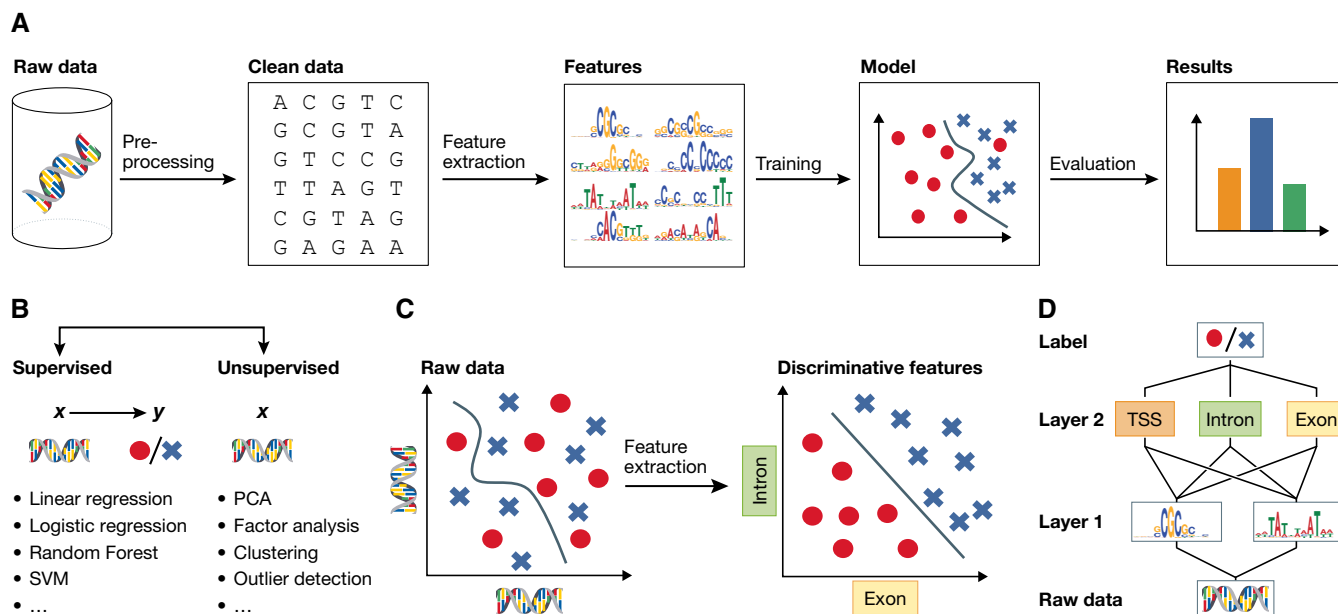 A
Raw data
Clean data
Features
Model
Results
Pre-
processing
A C G T C
G C G T A
G T C C G
T T A G T
C G T A G
G A G A A
Feature
extraction
Training
Evaluation
B
Supervised
Unsupervised
x
y
x
/
• Linear regression
• Logistic regression
• Random Forest
• SVM
• ...
• PCA
• Factor analysis
• Clustering
• Outlier detection
• ...
C
Raw data
Feature
extraction
Discriminative features
Intron
Exon
D
Label
/
Layer 2
TSS
Intron
Exon
Layer 1
Raw data